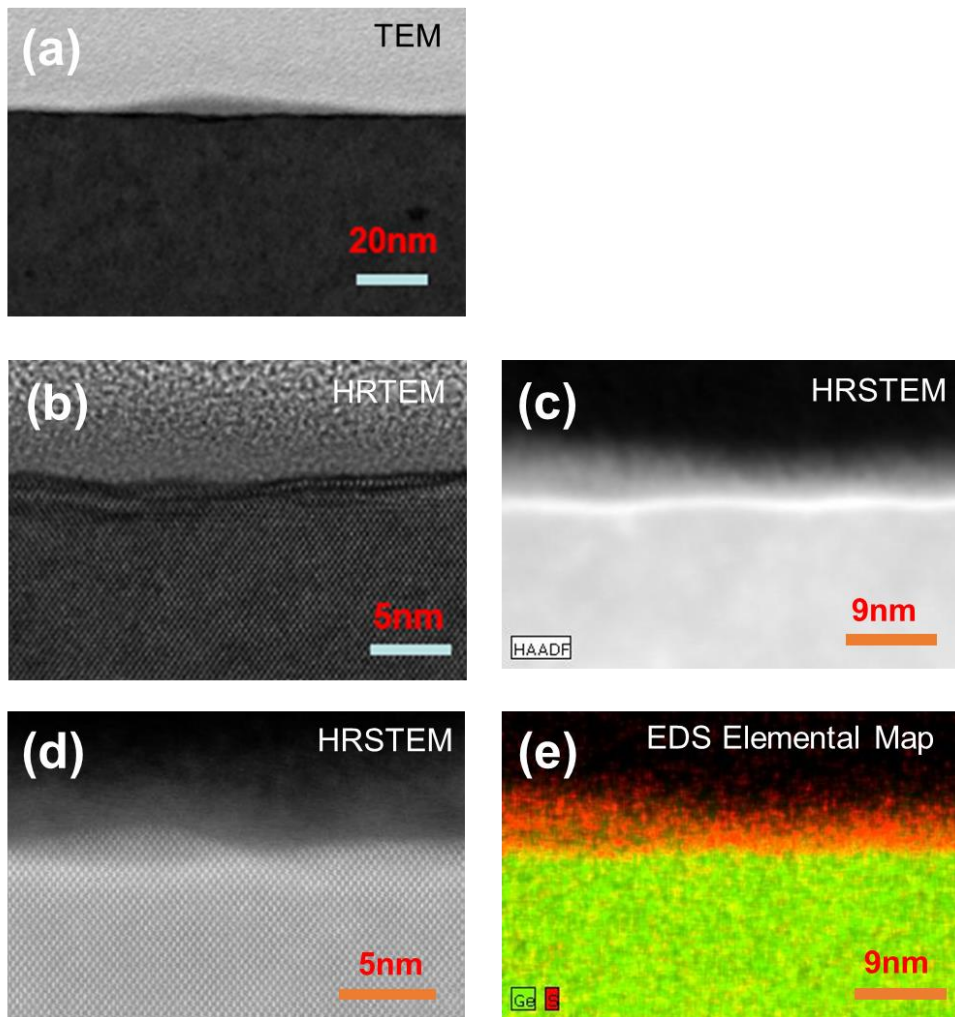 (a)
TEM
20nm
(b)
HRTEM
5nm
(c)
HRSTEM
9nm
HAADF
(d)
HRSTEM
5nm
(e)
EDS Elemental Map
9nm
Ge S